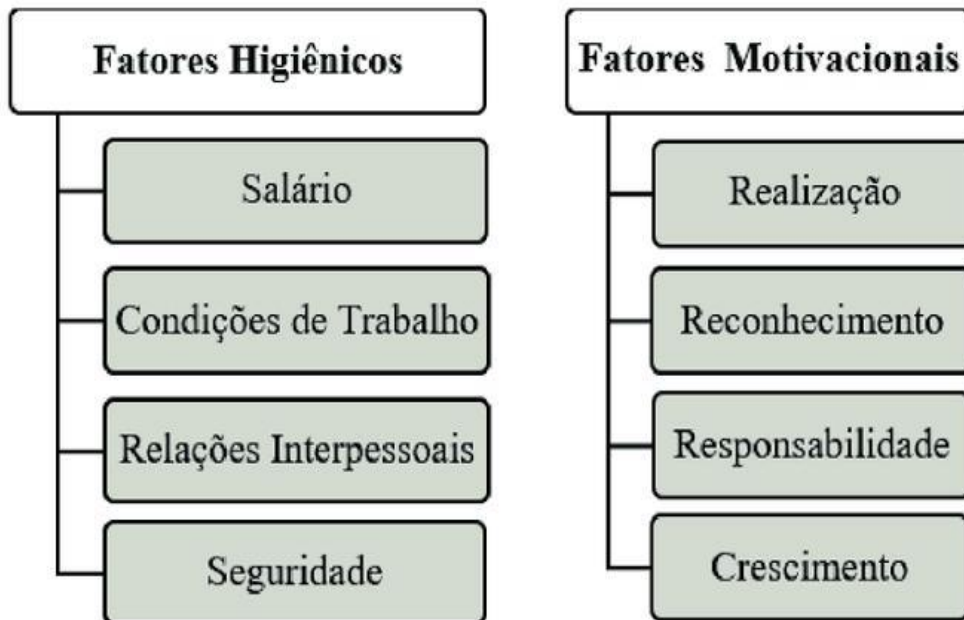 Fatores Higiênicos
Salário
Condições de Trabalho
Relações Interpessoais
Seguridade
Fatores Motivacionais
Realização
Reconhecimento
Responsabilidade
Crescimento